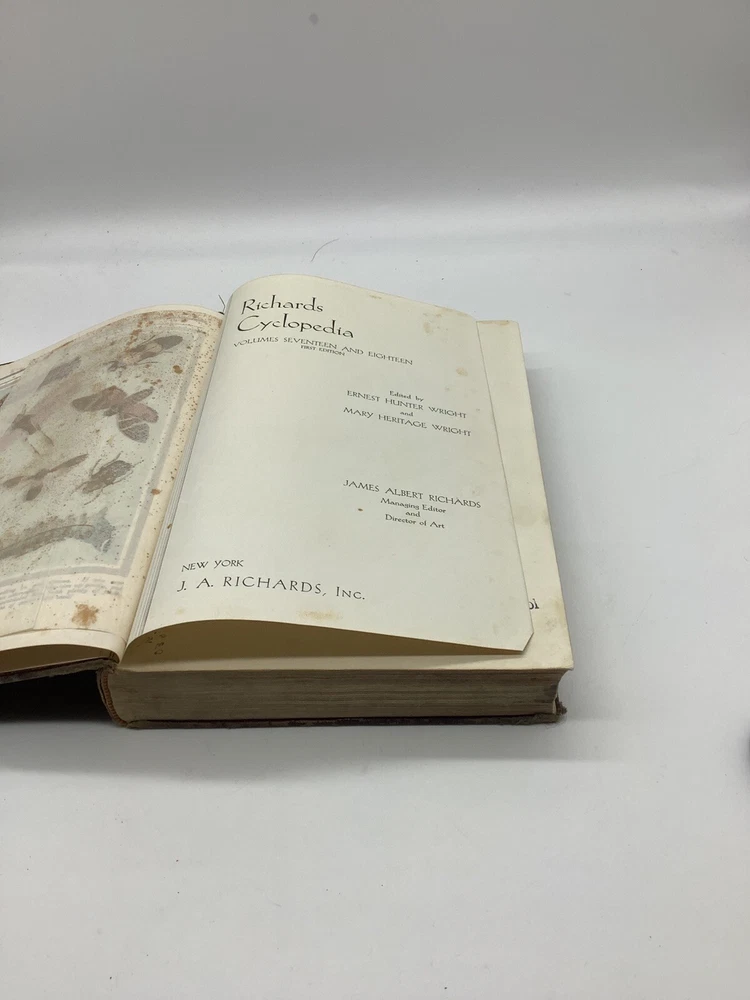 Richards
Cyclopedia
VOLUMES SEVENTEEN AND EIGHTEEN
FIRST EDITION
Edited by
ERNEST HUNTER WRIGHT
and
MARY HERITAGE WRIGHT
JAMES ALBERT RICHARDS
Managing Editor
and
Director of Art
NEW YORK
J. A. RICHARDS, INC.